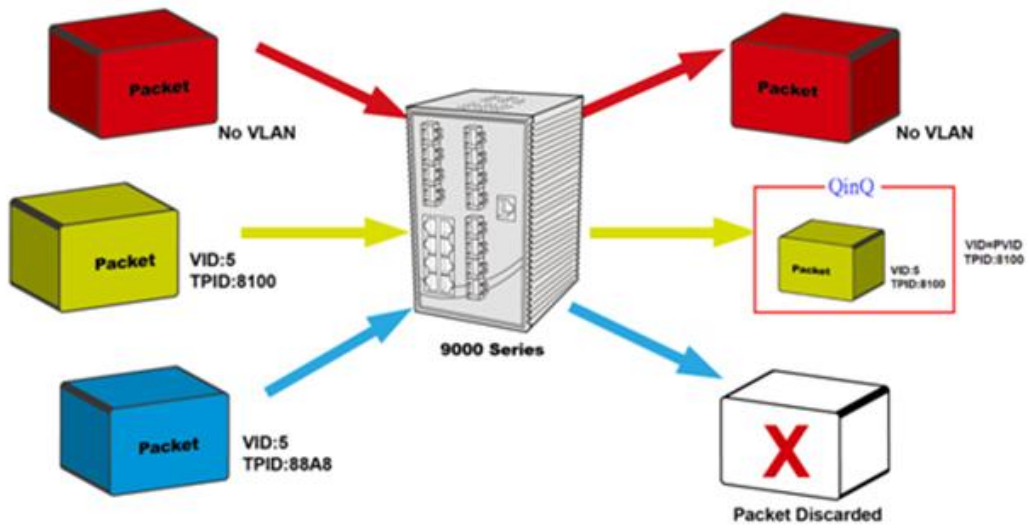 Packet
No VLAN
Packet
No VLAN
Packet
VID:5
TPID:8100
9000 Series
QinQ
Packet
VID:5
TPID:8100
VID=PVID
TPID:8100
Packet
VID:5
TPID:88A8
X
Packet Discarded